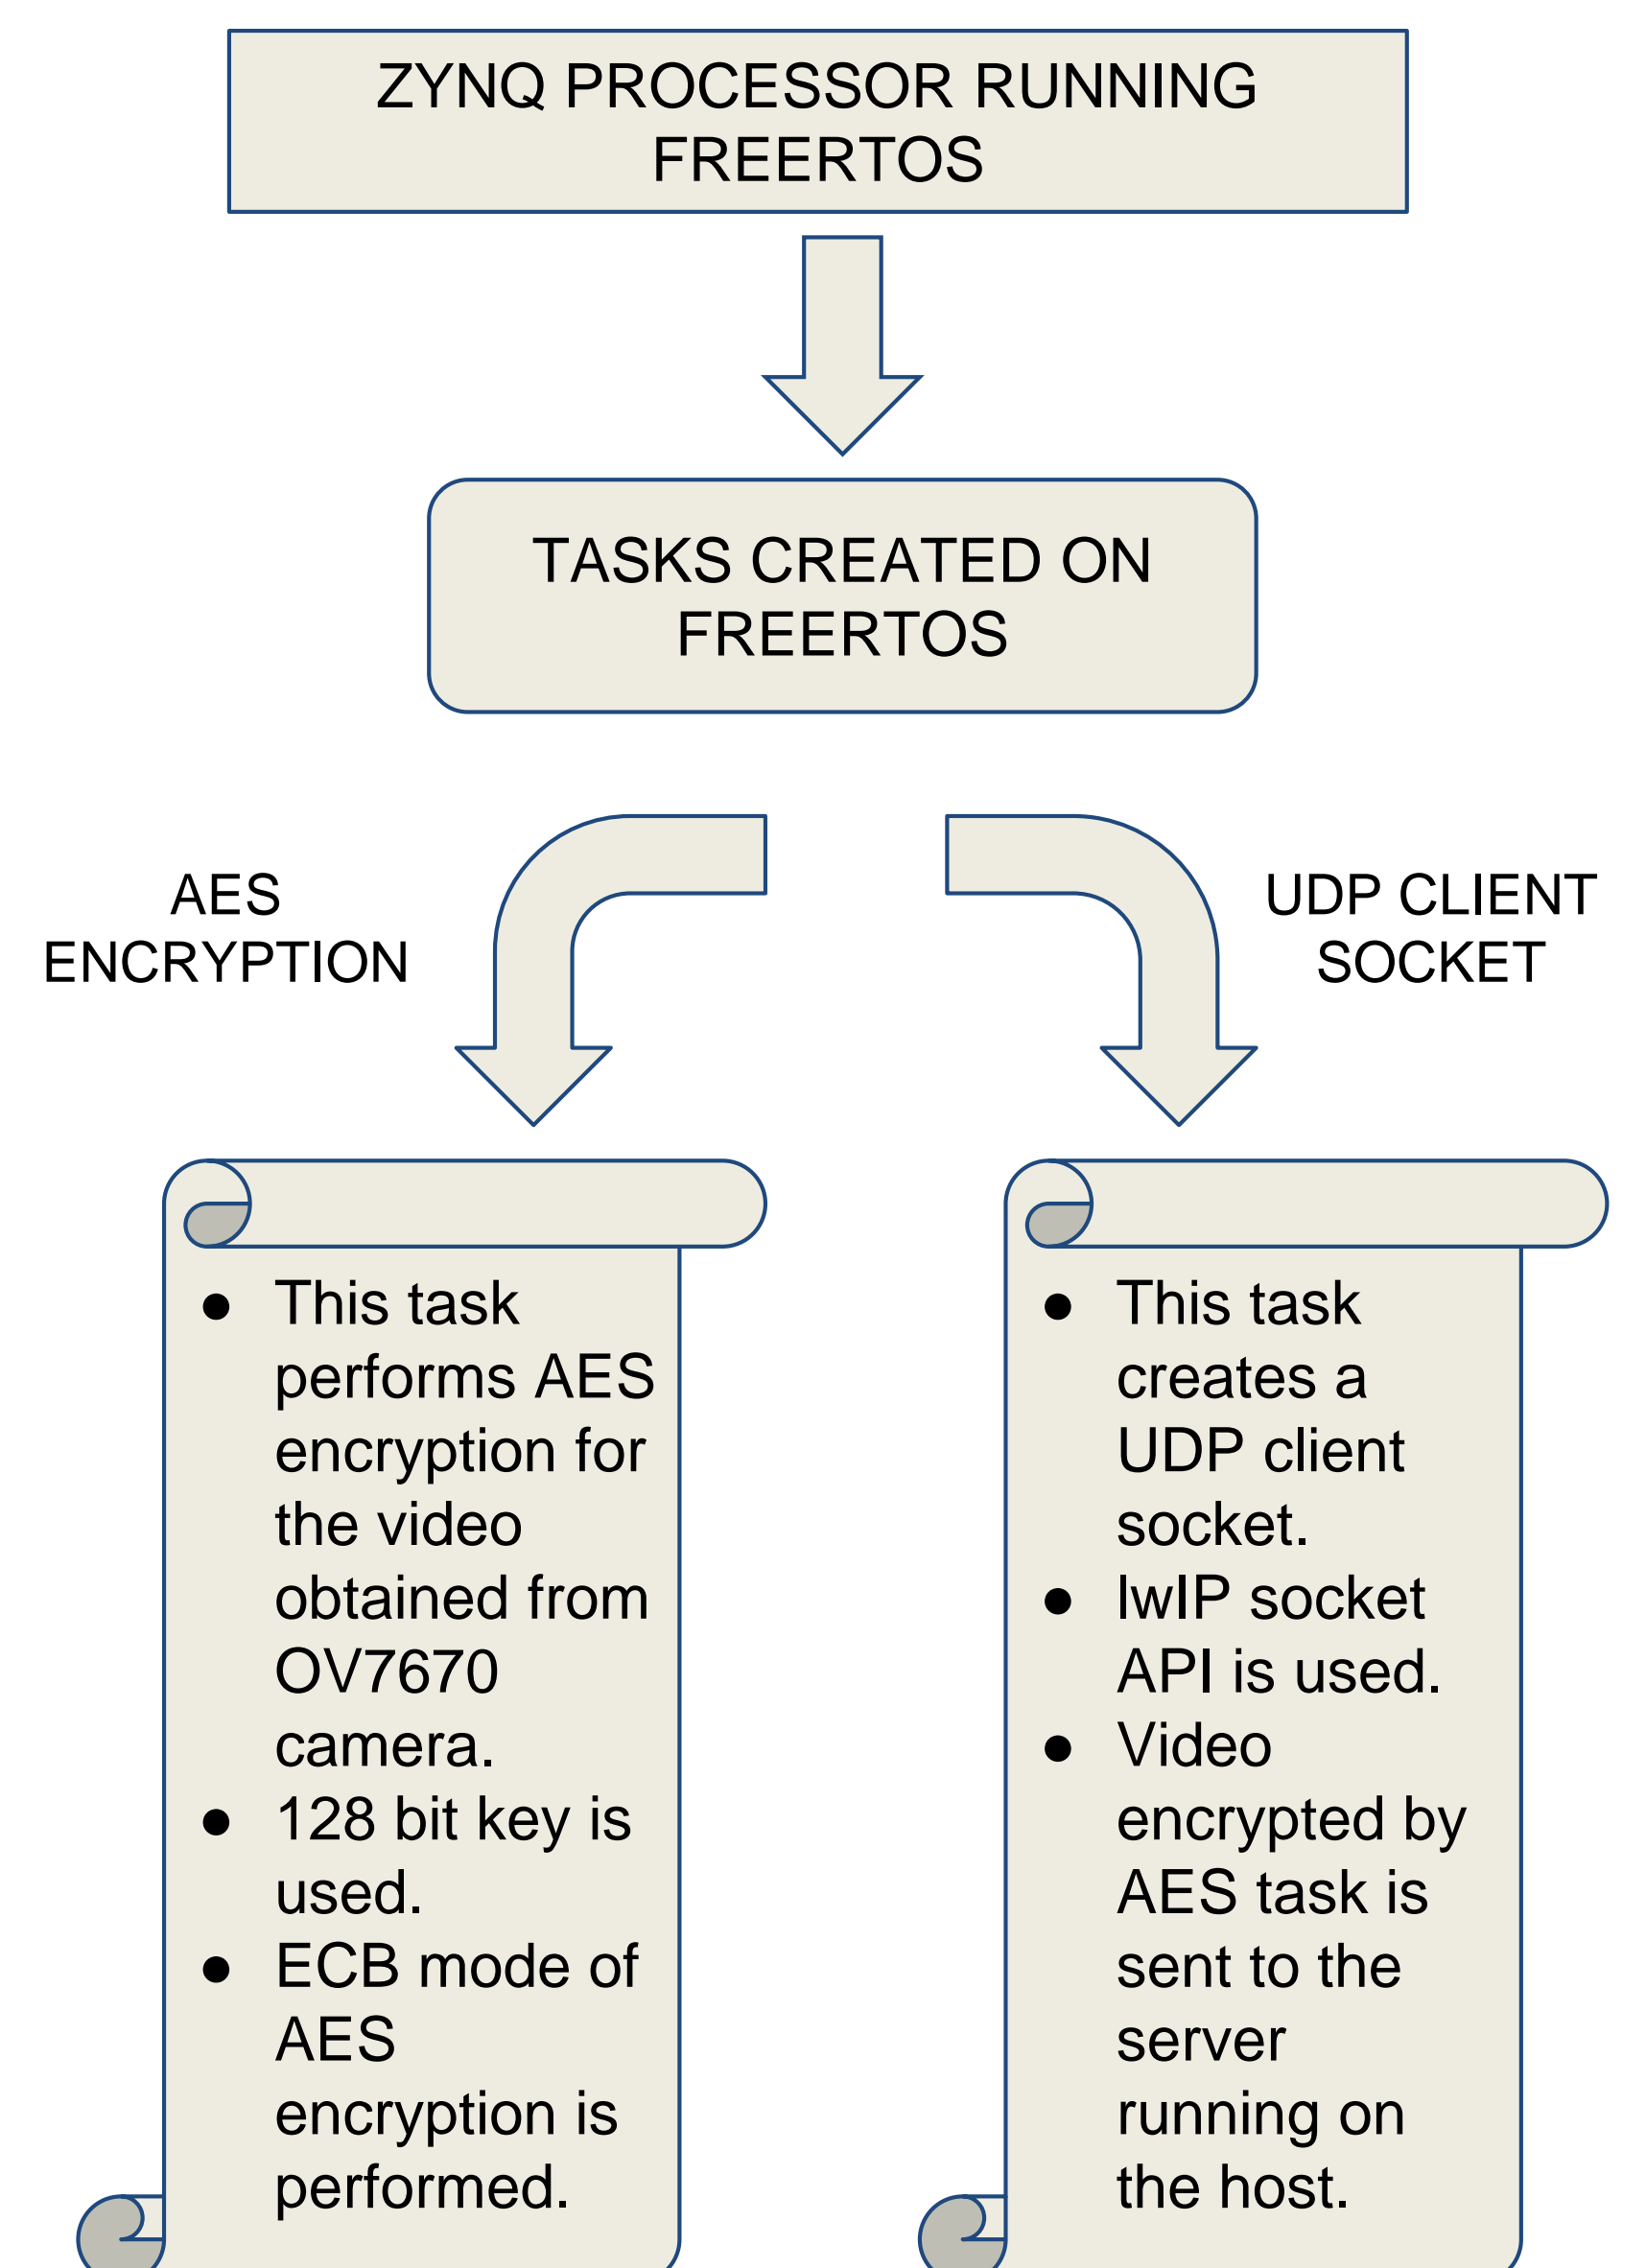 ZYNQ PROCESSOR RUNNING
FREERTOS
TASKS CREATED ON
FREERTOS
AES
ENCRYPTION
UDP CLIENT
SOCKET
● This task
performs AES
encryption for
the video
obtained from
OV7670
camera.
● 128 bit key is
used.
● ECB mode of
AES
encryption is
performed.
● This task
creates a
UDP client
socket.
● lwIP socket
API is used.
● Video
encrypted by
AES task is
sent to the
server
running on
the host.